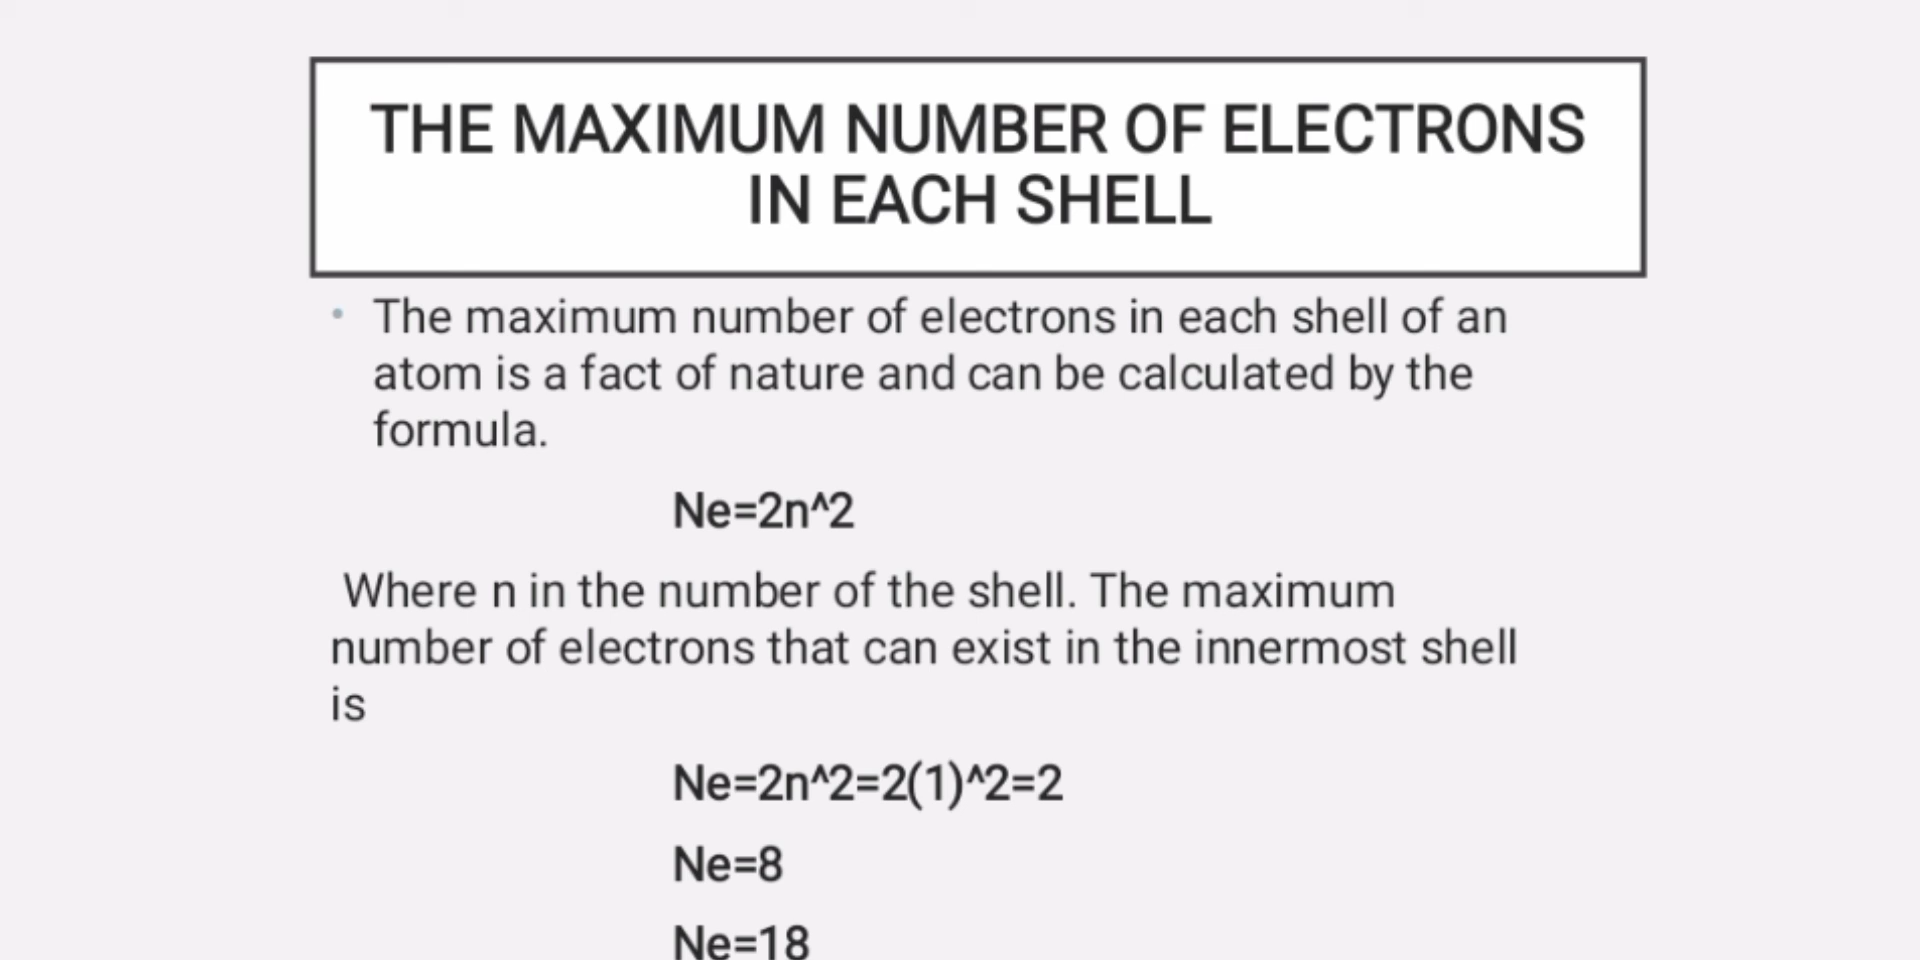 THE MAXIMUM NUMBER OF ELECTRONS
IN EACH SHELL
• The maximum number of electrons in each shell of an
atom is a fact of nature and can be calculated by the
formula.
Ne=2n^2
Where n in the number of the shell. The maximum
number of electrons that can exist in the innermost shell
is
Ne=2n^2=2(1)^2=2
Ne=8
Ne=18